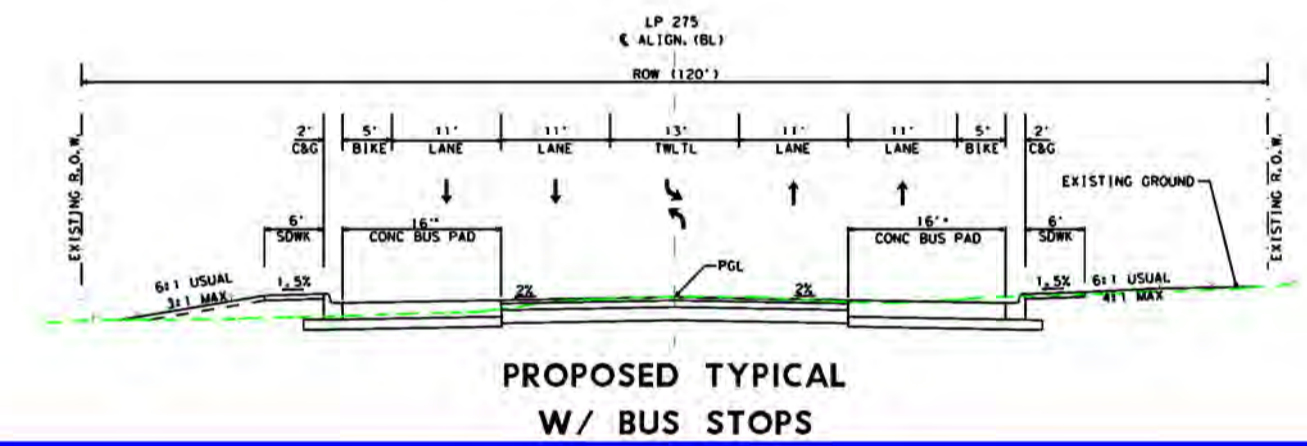 LP 275
℄ ALIGN. (BL)
ROW (120')
2' 5' 11' 11' 13' 11' 11' 5' 2'
C&G BIKE LANE LANE TWLTL LANE LANE BIKE C&G
EXISTING R.O.W.
EXISTING R.O.W.
EXISTING GROUND
6' 16'* 16'* 6'
SDWK CONC BUS PAD CONC BUS PAD SDWK
PGL
6:1 USUAL 1.5% 2% 2% 1.5% 6:1 USUAL
3:1 MAX. 4:1 MAX
PROPOSED TYPICAL
W/ BUS STOPS